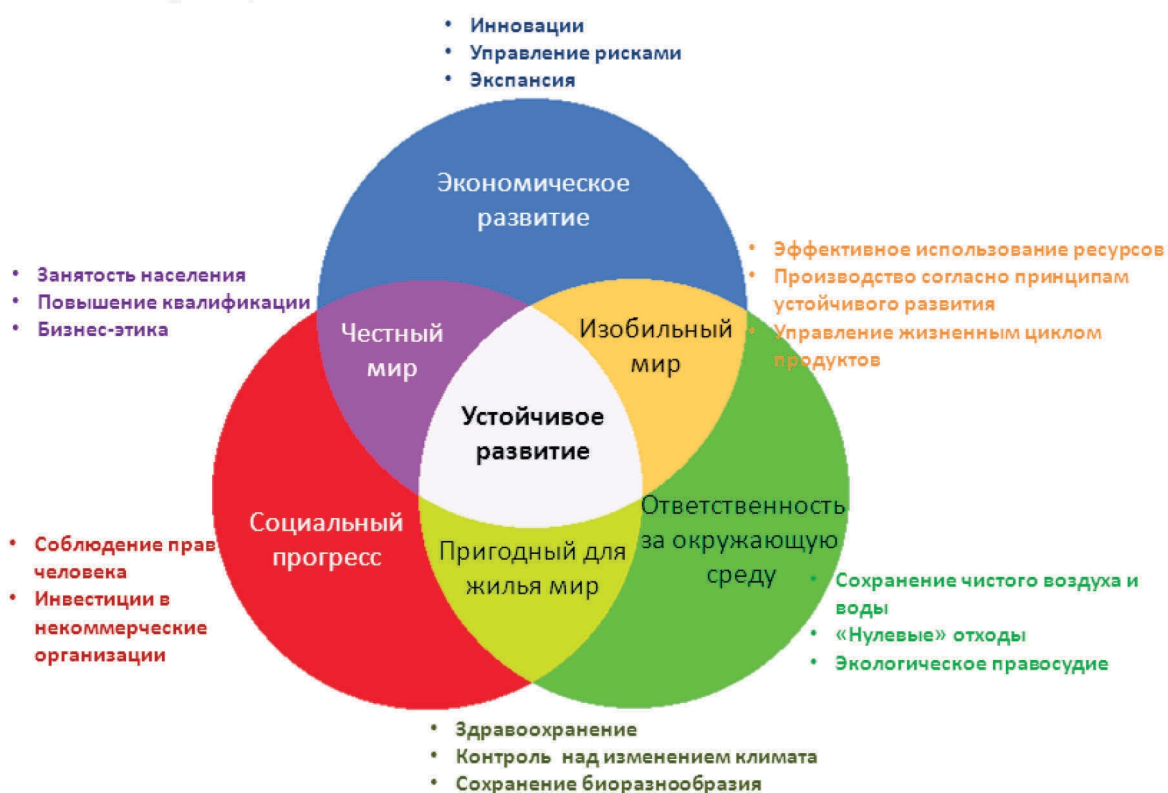 • Инновации
• Управление рисками
• Экспансия
Экономическое
развитие
• Занятость населения
• Повышение квалификации
• Бизнес-этика
• Эффективное использование ресурсов
• Производство согласно принципам
устойчивого развития
• Управление жизненным циклом
продуктов
Честный
мир
Изобильный
мир
Устойчивое
развитие
Социальный
прогресс
Пригодный для
жилья мир
Ответственность
за окружающую
среду
• Соблюдение прав
человека
• Инвестиции в
некоммерческие
организации
• Сохранение чистого воздуха и
воды
• «Нулевые» отходы
• Экологическое правосудие
• Здравоохранение
• Контроль над изменением климата
• Сохранение биоразнообразия